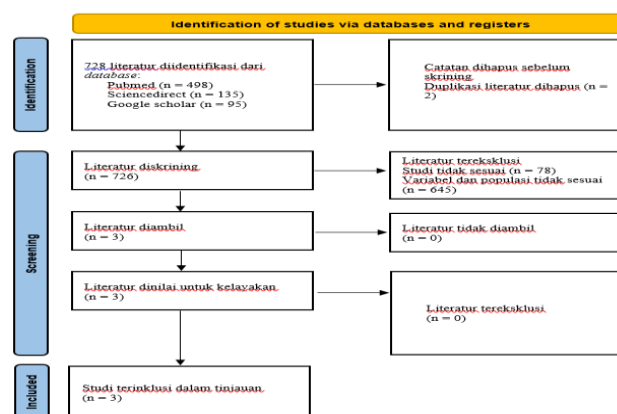 Identification of studies via databases and registers
Identification
728 literatur diidentifikasi dari
database:
Pubmed (n = 498)
Sciencedirect (n = 135)
Google scholar (n = 95)
Catatan dihapus sebelum
skrining
Duplikasi literatur dihapus (n =
2)
Screening
Literatur diskrining
(n = 726)
Literatur tereksklusi
Studi tidak sesuai (n = 78)
Variabel dan populasi tidak sesuai
(n = 645)
Literatur diambil
(n = 3)
Literatur tidak diambil
(n = 0)
Literatur dinilai untuk kelayakan
(n = 3)
Literatur tereksklusi
(n = 0)
Included
Studi terinklusi dalam tinjauan
(n = 3)